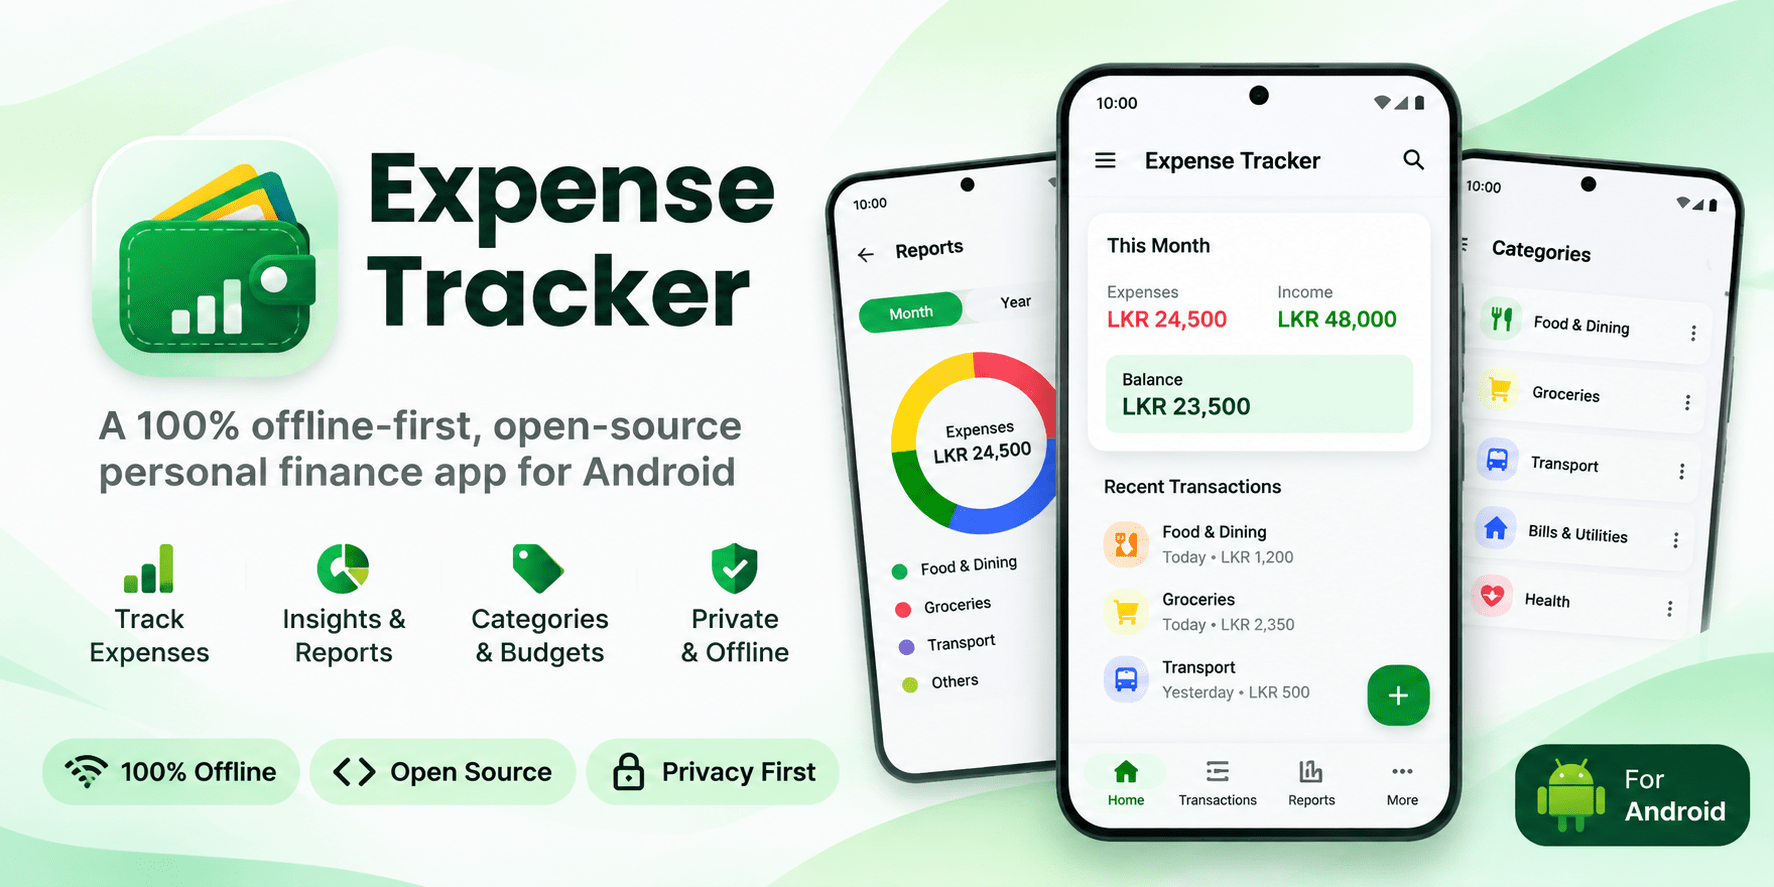 Expense
Tracker
A 100% offline-first, open-source
personal finance app for Android
Track
Expenses
Insights &
Reports
Categories
& Budgets
Private
& Offline
100% Offline
Open Source
Privacy First
10:00
Reports
Month
Year
Expenses
LKR 24,500
Food & Dining
Groceries
Transport
Others
10:00
Expense Tracker
This Month
Expenses
Income
LKR 24,500
LKR 48,000
Balance
LKR 23,500
Recent Transactions
Food & Dining
Today • LKR 1,200
Groceries
Today • LKR 2,350
Transport
Yesterday • LKR 500
Home
Transactions
Reports
More
10:00
Categories
Food & Dining
Groceries
Transport
Bills & Utilities
Health
For
Android